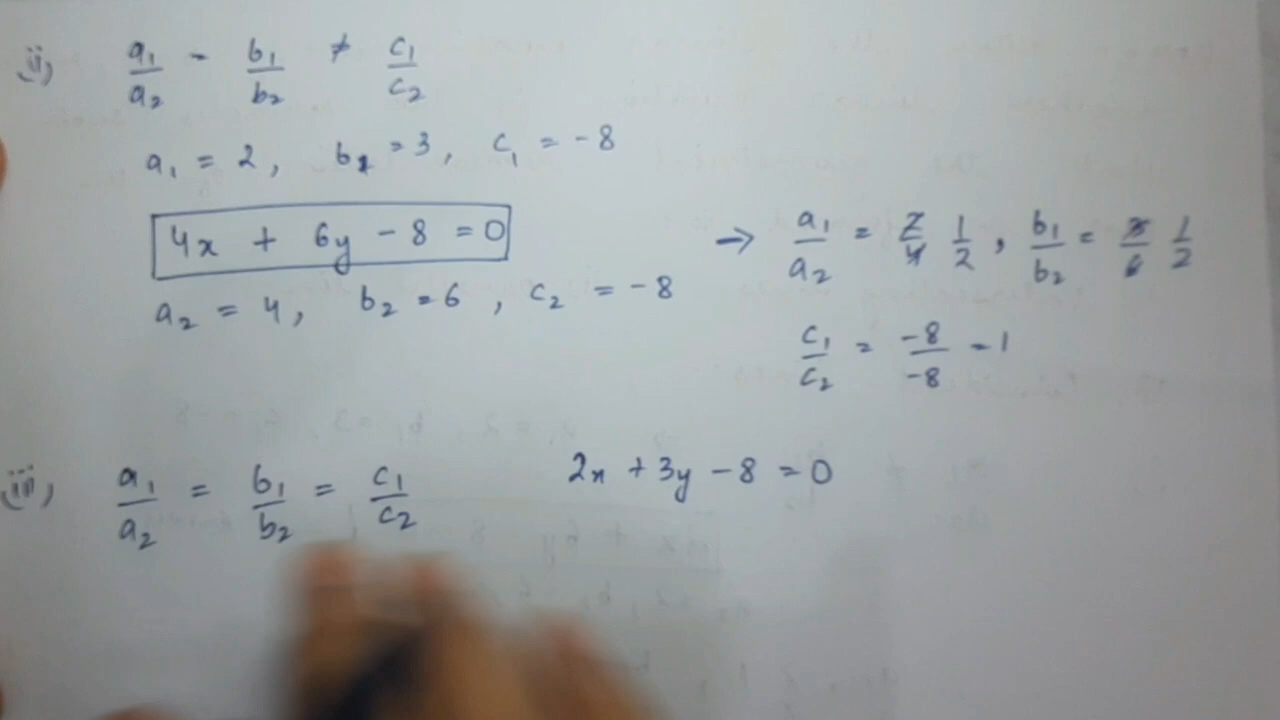 ii) a₁/a₂ = b₁/b₂ ≠ c₁/c₂
a₁ = 2, b₁ = 3, c₁ = -8
4x + 6y - 8 = 0
a₂ = 4, b₂ = 6, c₂ = -8
→ a₁/a₂ = 2/4 1/2, b₁/b₂ = 3/6 1/2
c₁/c₂ = -8/-8 = 1
iii) a₁/a₂ = b₁/b₂ = c₁/c₂
2x + 3y - 8 = 0